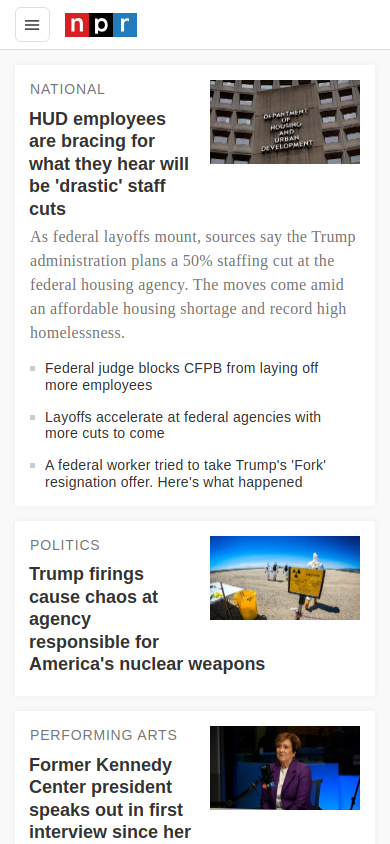 npr
NATIONAL
HUD employees
are bracing for
what they hear will
be 'drastic' staff
cuts
DEPARTMENT
OF
HOUSING
AND
URBAN
DEVELOPMENT
As federal layoffs mount, sources say the Trump
administration plans a 50% staffing cut at the
federal housing agency. The moves come amid
an affordable housing shortage and record high
homelessness.
Federal judge blocks CFPB from laying off
more employees
Layoffs accelerate at federal agencies with
more cuts to come
A federal worker tried to take Trump's 'Fork'
resignation offer. Here's what happened
POLITICS
Trump firings
cause chaos at
agency
responsible for
America's nuclear weapons
PERFORMING ARTS
Former Kennedy
Center president
speaks out in first
interview since her